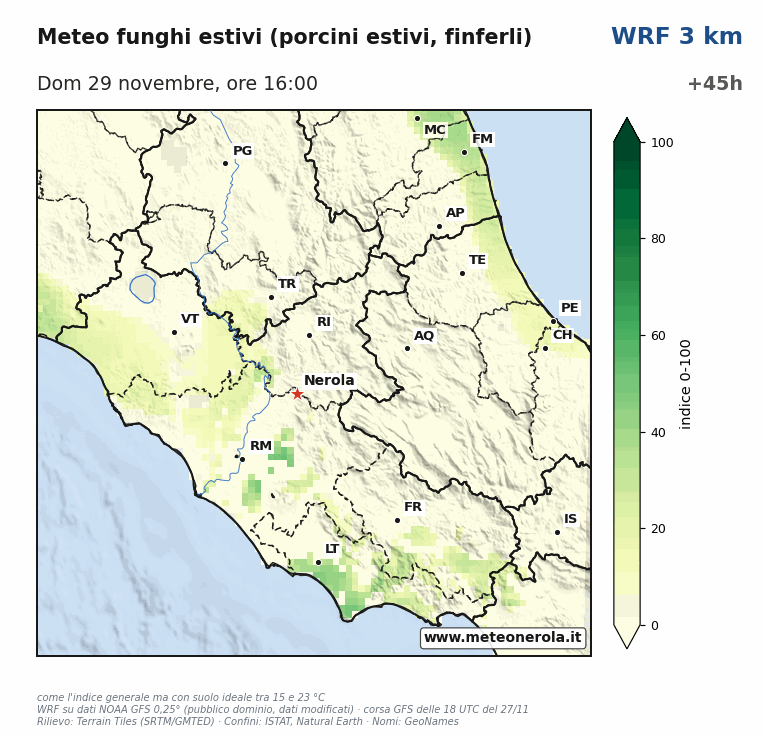 Meteo funghi estivi (porcini estivi, finferli)
WRF 3 km
Dom 29 novembre, ore 16:00
+45h
MC
FM
PG
AP
TE
TR
PE
VT
RI
AQ
CH
Nerola
RM
FR
IS
LT
www.meteonerola.it
100
80
60
40
20
0
indice 0-100
come l'indice generale ma con suolo ideale tra 15 e 23 °C
WRF su dati NOAA GFS 0,25° (pubblico dominio, dati modificati) · corsa GFS delle 18 UTC del 27/11
Rilievo: Terrain Tiles (SRTM/GMTED) · Confini: ISTAT, Natural Earth · Nomi: GeoNames